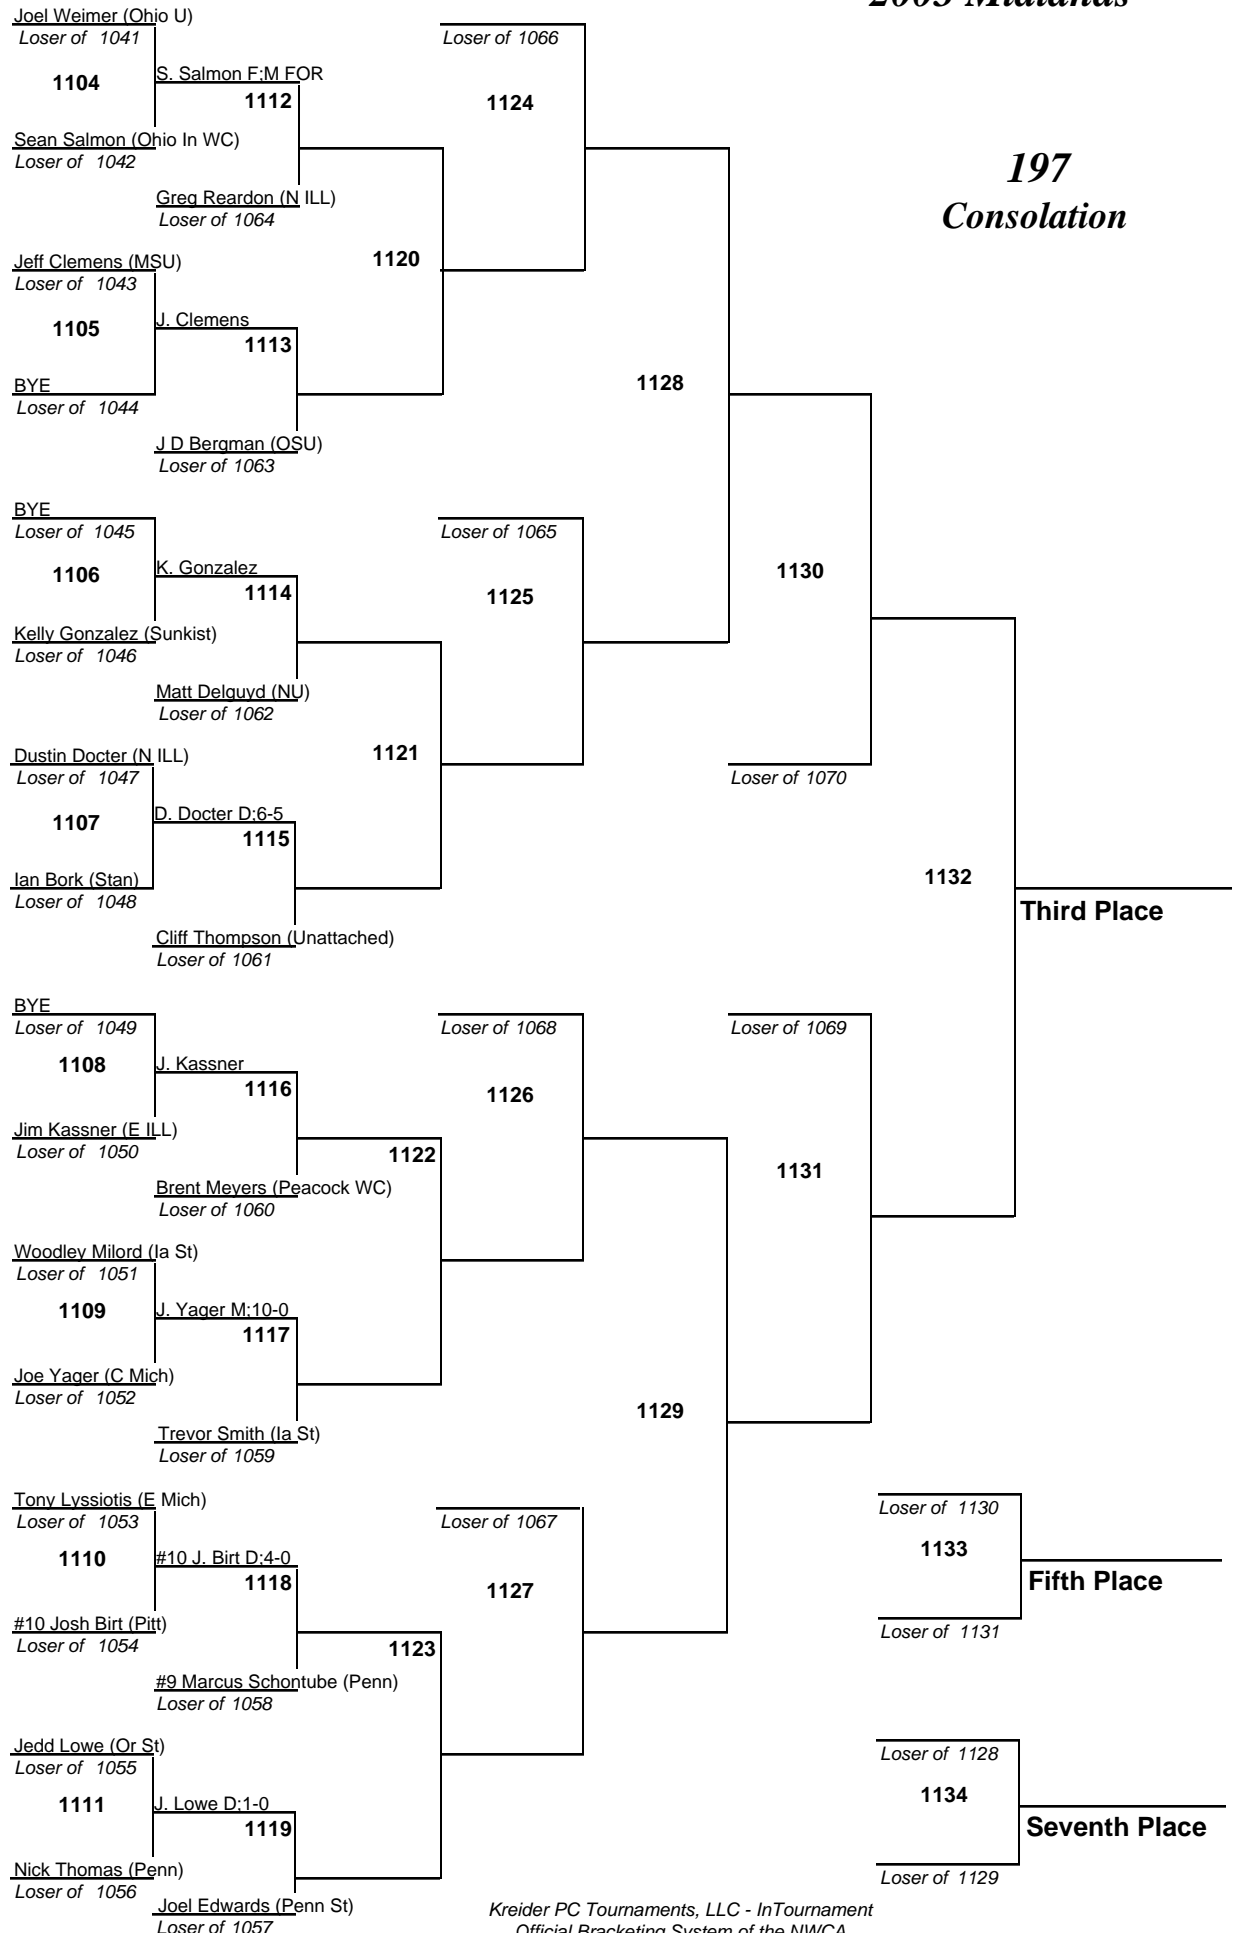 2003 Midlands
197
Consolation
Joel Weimer (Ohio U)
Loser of 1041
1104
S. Salmon F;M FOR
1112
Sean Salmon (Ohio In WC)
Loser of 1042
Greg Reardon (N ILL)
Loser of 1064
Jeff Clemens (MSU)
Loser of 1043
1105
J. Clemens
1113
BYE
Loser of 1044
J D Bergman (OSU)
Loser of 1063
1120
Loser of 1066
1124
BYE
Loser of 1045
1106
K. Gonzalez
1114
Kelly Gonzalez (Sunkist)
Loser of 1046
Matt Delguyd (NU)
Loser of 1062
Dustin Docter (N ILL)
Loser of 1047
1107
D. Docter D;6-5
1115
Ian Bork (Stan)
Loser of 1048
Cliff Thompson (Unattached)
Loser of 1061
1121
Loser of 1065
1125
1128
1130
Loser of 1070
1132
Third Place
BYE
Loser of 1049
1108
J. Kassner
1116
Jim Kassner (E ILL)
Loser of 1050
Brent Meyers (Peacock WC)
Loser of 1060
1122
Woodley Milord (Ia St)
Loser of 1051
1109
J. Yager M;10-0
1117
Joe Yager (C Mich)
Loser of 1052
Trevor Smith (Ia St)
Loser of 1059
Loser of 1068
1126
Loser of 1069
1131
1129
Tony Lyssiotis (E Mich)
Loser of 1053
1110
#10 J. Birt D;4-0
1118
#10 Josh Birt (Pitt)
Loser of 1054
#9 Marcus Schontube (Penn)
Loser of 1058
1123
Jedd Lowe (Or St)
Loser of 1055
1111
J. Lowe D;1-0
1119
Nick Thomas (Penn)
Loser of 1056
Joel Edwards (Penn St)
Loser of 1057
Loser of 1067
1127
Loser of 1130
1133
Fifth Place
Loser of 1131
Loser of 1128
1134
Seventh Place
Loser of 1129
Kreider PC Tournaments, LLC - InTournament
Official Bracketing System of the NWCA